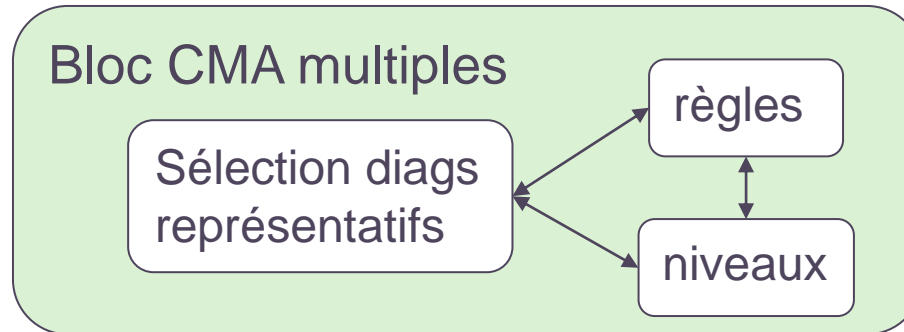 Bloc CMA multiples
règles
Sélection diags
représentatifs
niveaux